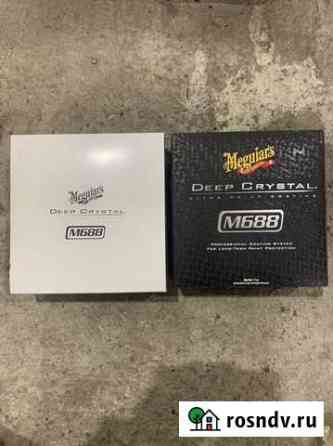 Meguiar's
DEEP CRYSTAL
M688
Meguiar's
DEEP CRYSTAL
M688
PROFESSIONAL COATING SYSTEM
FOR LONG-TERM PAINT PROTECTION
rosndv.ru